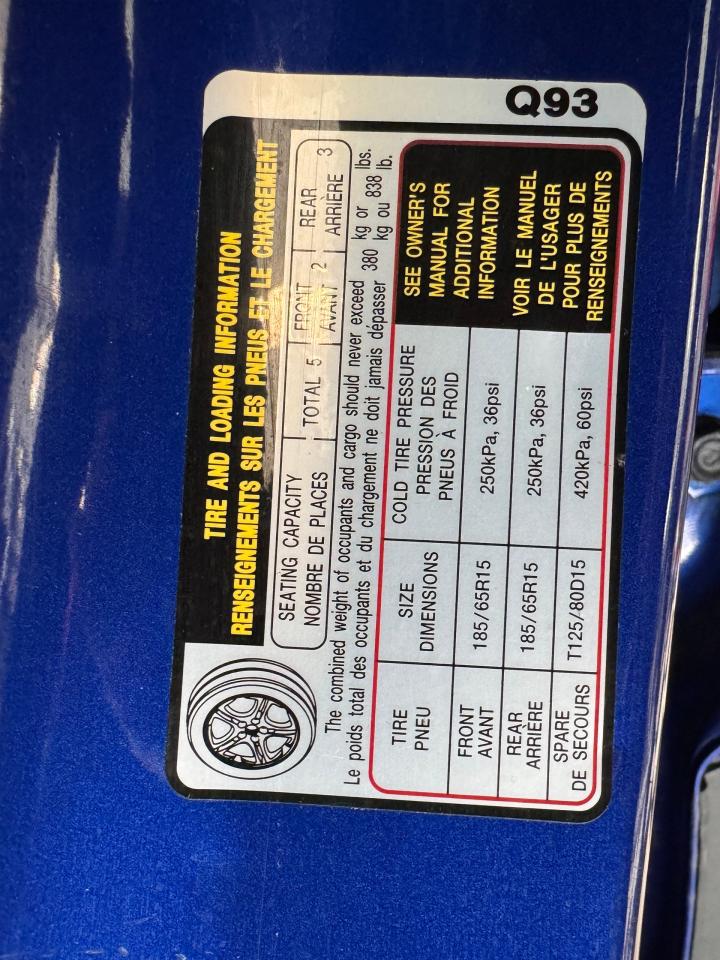 Q93
TIRE AND LOADING INFORMATION
RENSEIGNEMENTS SUR LES PNEUS ET LE CHARGEMENT
SEATING CAPACITY
NOMBRE DE PLACES
TOTAL 5
FRONT
AVANT 2
REAR
ARRIÈRE 3
The combined weight of occupants and cargo should never exceed 380 kg or 838 lbs.
Le poids total des occupants et du chargement ne doit jamais dépasser 380 kg ou 838 lb.
TIRE
PNEU
SIZE
DIMENSIONS
COLD TIRE PRESSURE
PRESSION DES
PNEUS À FROID
FRONT
AVANT
185/65R15
250kPa, 36psi
REAR
ARRIÈRE
185/65R15
250kPa, 36psi
SPARE
DE SECOURS
T125/80D15
420kPa, 60psi
SEE OWNER'S
MANUAL FOR
ADDITIONAL
INFORMATION
VOIR LE MANUEL
DE L'USAGER
POUR PLUS DE
RENSEIGNEMENTS